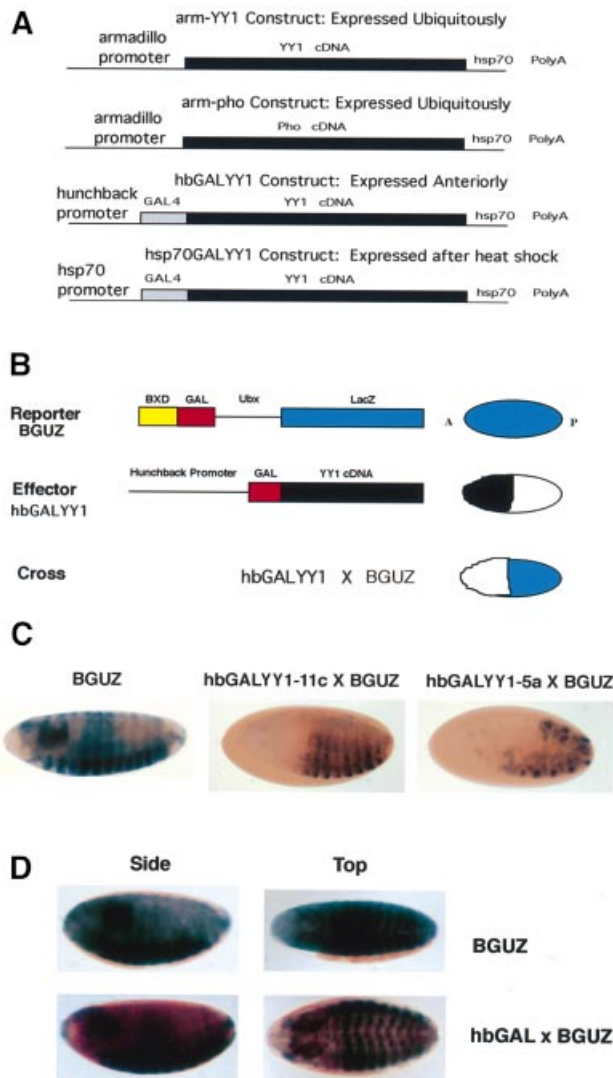 A
arm-YY1 Construct: Expressed Ubiquitously
armadillo
promoter
YY1 cDNA
hsp70 PolyA
arm-pho Construct: Expressed Ubiquitously
armadillo
promoter
Pho cDNA
hsp70 PolyA
hbGALYY1 Construct: Expressed Anteriorly
hunchback
promoter
GAL4 YY1 cDNA
hsp70 PolyA
hsp70GALYY1 Construct: Expressed after heat shock
hsp70
promoter
GAL4 YY1 cDNA
hsp70 PolyA
B
BXD GAL Ubx LacZ
Reporter
BGUZ
A P
Hunchback Promoter GAL YY1 cDNA
Effector
hbGALYY1
Cross
hbGALYY1 X BGUZ
C
BGUZ hbGALYY1-11c X BGUZ hbGALYY1-5a X BGUZ
D
Side Top
BGUZ
hbGAL x BGUZ